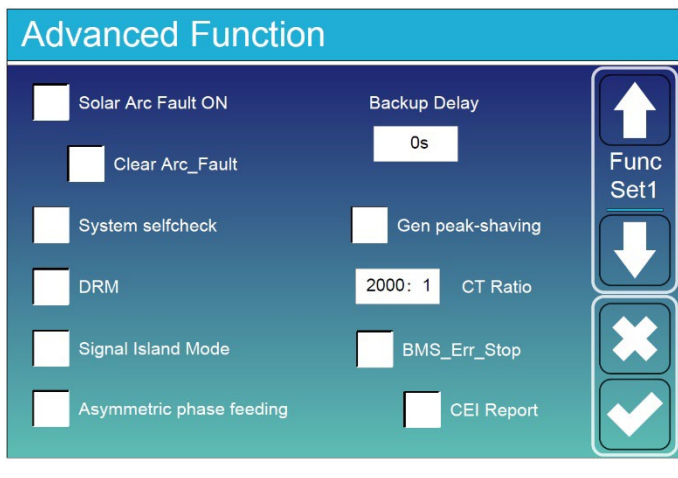 Advanced Function
Solar Arc Fault ON
Backup Delay
0s
Clear Arc_Fault
System selfcheck
Gen peak-shaving
DRM
2000: 1 CT Ratio
Signal Island Mode
BMS_Err_Stop
Asymmetric phase feeding
CEI Report
Func
Set1